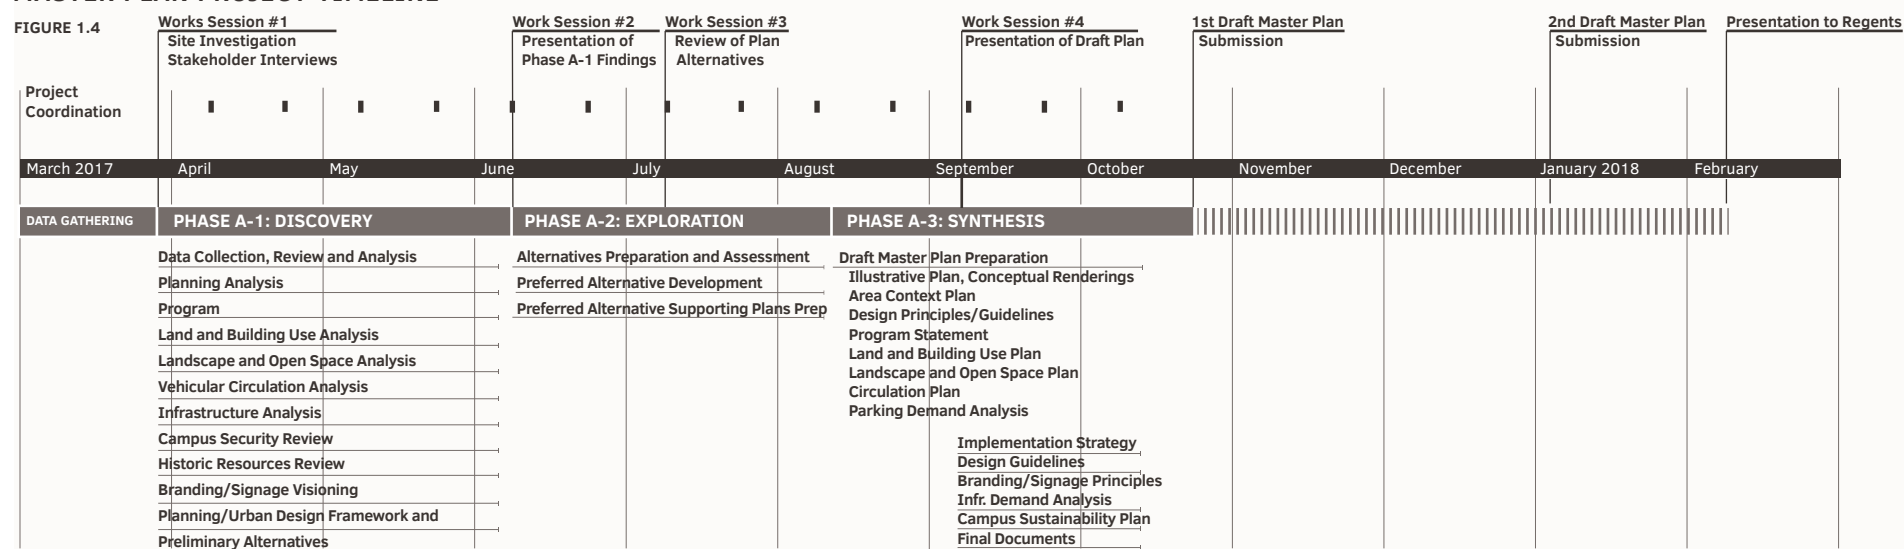 MASTER PLAN PROJECT TIMELINE
FIGURE 1.4
Works Session #1
Site Investigation
Stakeholder Interviews
Work Session #2
Presentation of
Phase A-1 Findings
Work Session #3
Review of Plan
Alternatives
Work Session #4
Presentation of Draft Plan
1st Draft Master Plan
Submission
2nd Draft Master Plan
Submission
Presentation to Regents
Project
Coordination
March 2017 April May June July August September October November December January 2018 February
DATA GATHERING PHASE A-1: DISCOVERY PHASE A-2: EXPLORATION PHASE A-3: SYNTHESIS
Data Collection, Review and Analysis
Planning Analysis
Program
Land and Building Use Analysis
Landscape and Open Space Analysis
Vehicular Circulation Analysis
Infrastructure Analysis
Campus Security Review
Historic Resources Review
Branding/Signage Visioning
Planning/Urban Design Framework and
Preliminary Alternatives
Alternatives Preparation and Assessment
Preferred Alternative Development
Preferred Alternative Supporting Plans Prep
Draft Master Plan Preparation
Illustrative Plan, Conceptual Renderings
Area Context Plan
Design Principles/Guidelines
Program Statement
Land and Building Use Plan
Landscape and Open Space Plan
Circulation Plan
Parking Demand Analysis
Implementation Strategy
Design Guidelines
Branding/Signage Principles
Infr. Demand Analysis
Campus Sustainability Plan
Final Documents